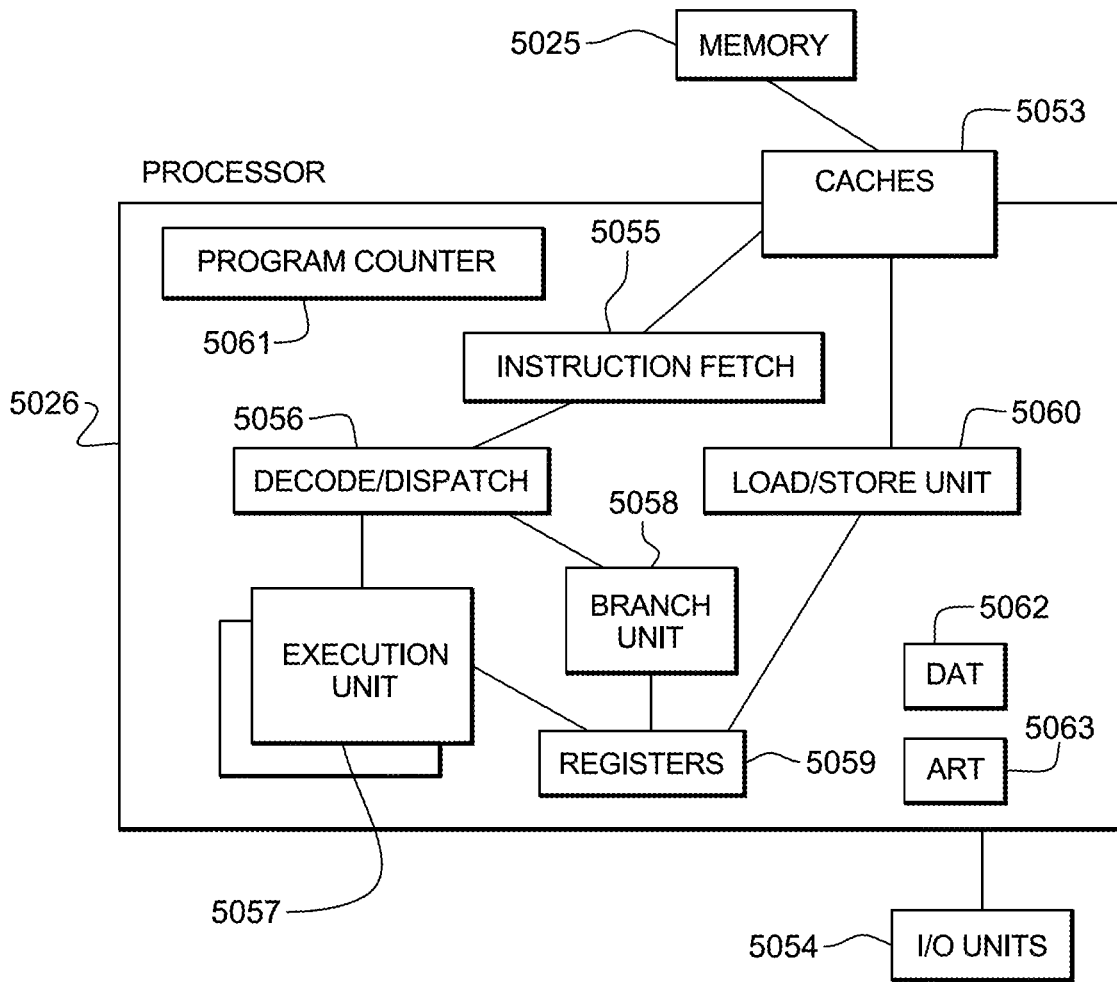 5025
MEMORY
5053
PROCESSOR
CACHES
5055
PROGRAM COUNTER
5061
INSTRUCTION FETCH
5026
5056
5060
DECODE/DISPATCH
LOAD/STORE UNIT
5058
BRANCH
UNIT
5062
EXECUTION
UNIT
DAT
5063
REGISTERS
5059
ART
5057
5054
I/O UNITS